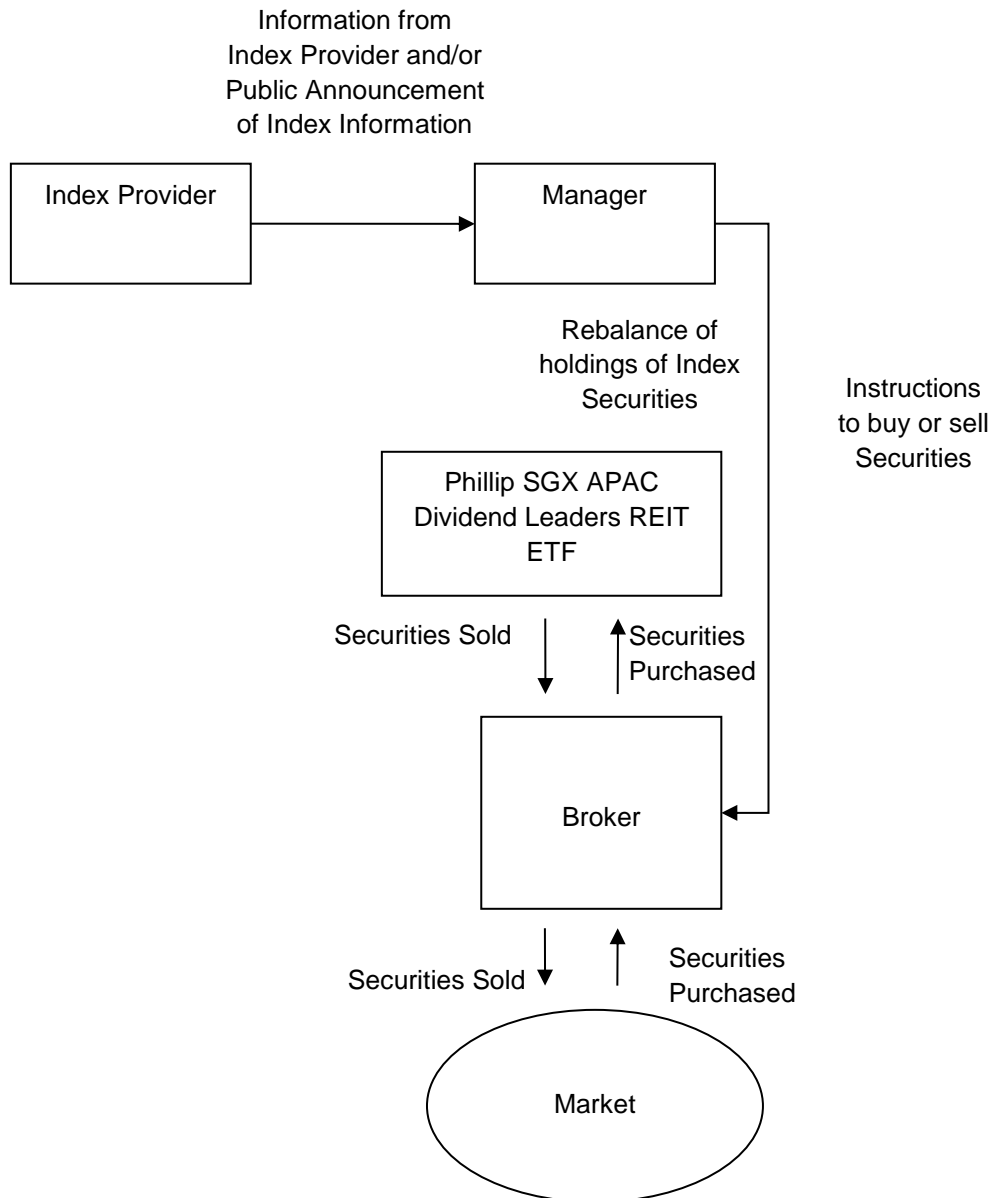 Information from
Index Provider and/or
Public Announcement
of Index Information
Index Provider
Manager
Rebalance of
holdings of Index
Securities
Instructions
to buy or sell
Securities
Phillip SGX APAC
Dividend Leaders REIT
ETF
Securities Sold
Securities
Purchased
Broker
Securities Sold
Securities
Purchased
Market